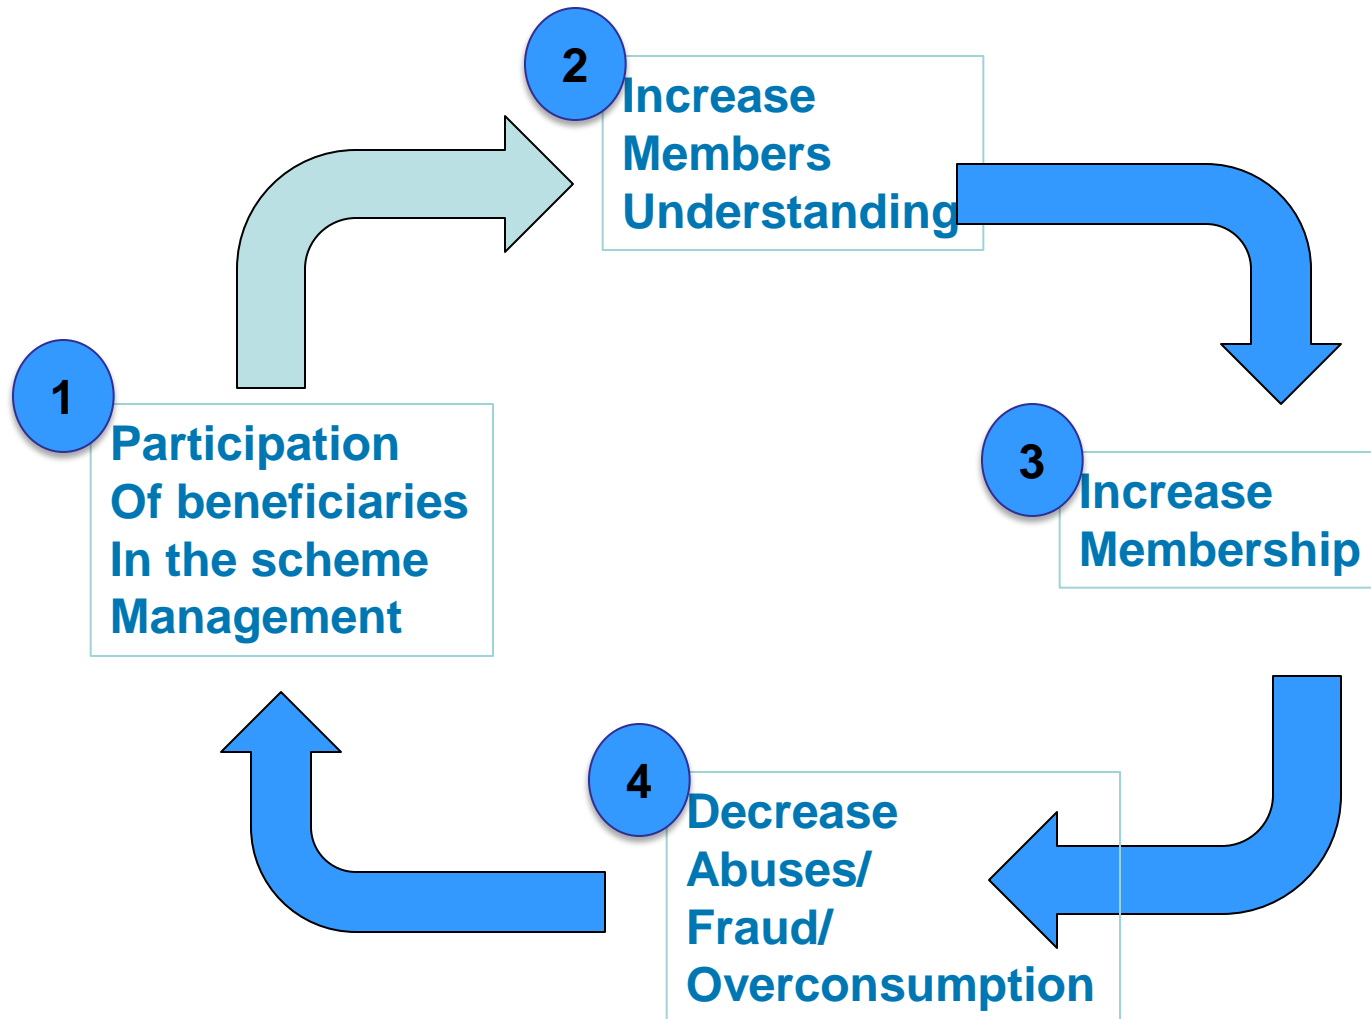 1
Participation
Of beneficiaries
In the scheme
Management
2
Increase
Members
Understanding
3
Increase
Membership
4
Decrease
Abuses/
Fraud/
Overconsumption